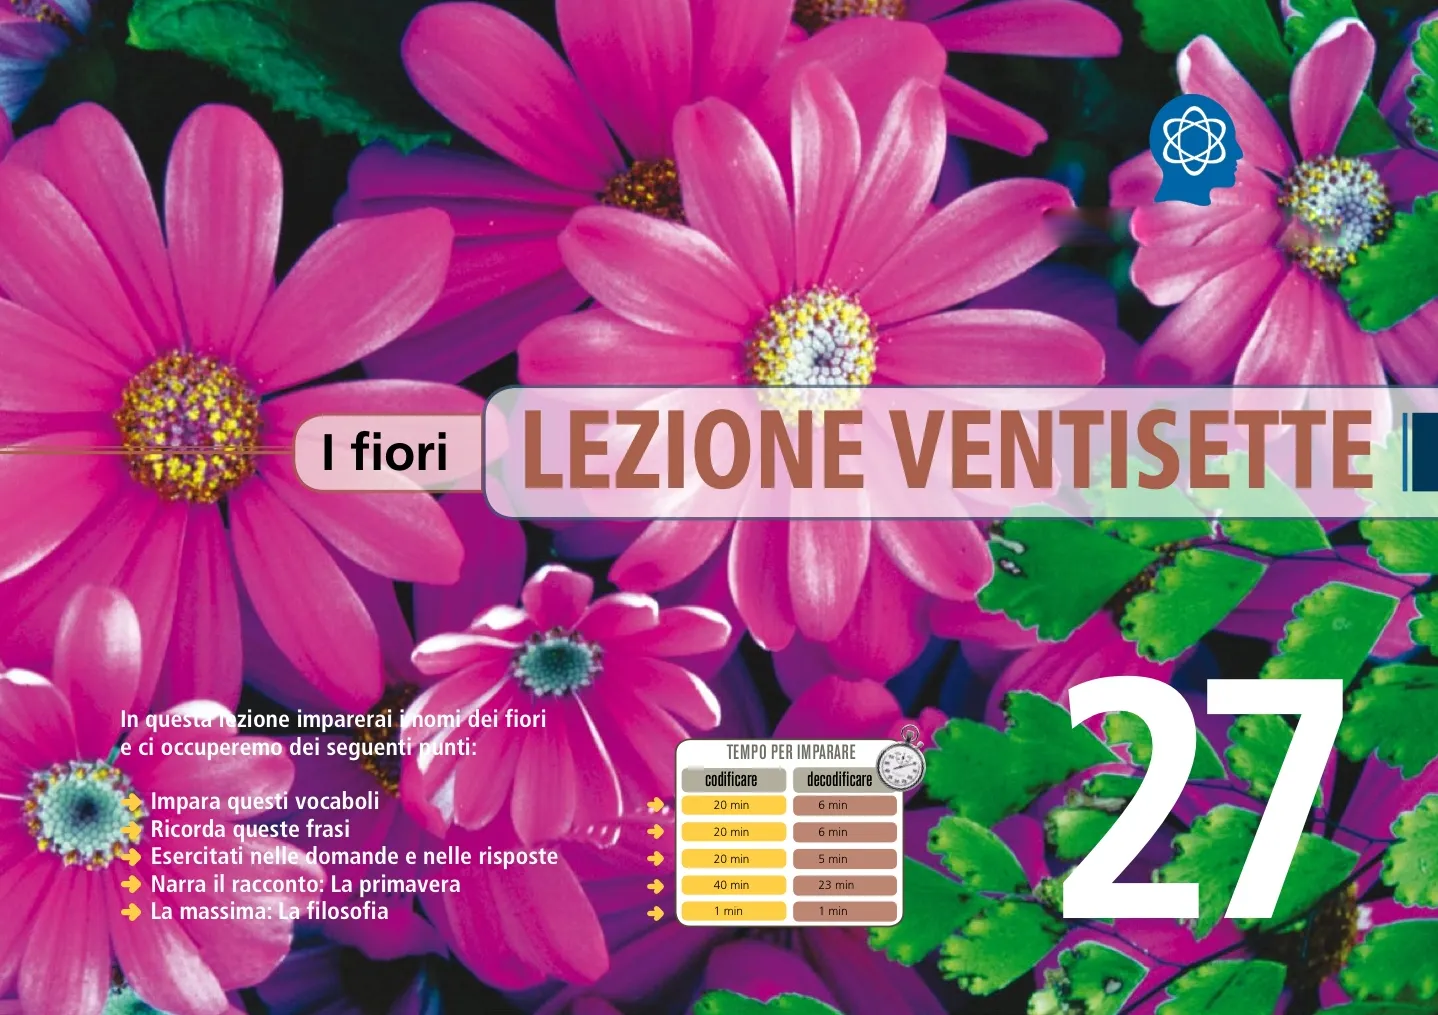 I fiori
LEZIONE VENTISETTE
In questa lezione imparerai i nomi dei fiori
e ci occuperemo dei seguenti punti:
Impara questi vocaboli
Ricorda queste frasi
Esercitati nelle domande e nelle risposte
Narra il racconto: La primavera
La massima: La filosofia
TEMPO PER IMPARARE
codificare decodificare
20 min 6 min
20 min 6 min
20 min 5 min
40 min 23 min
1 min 1 min
27